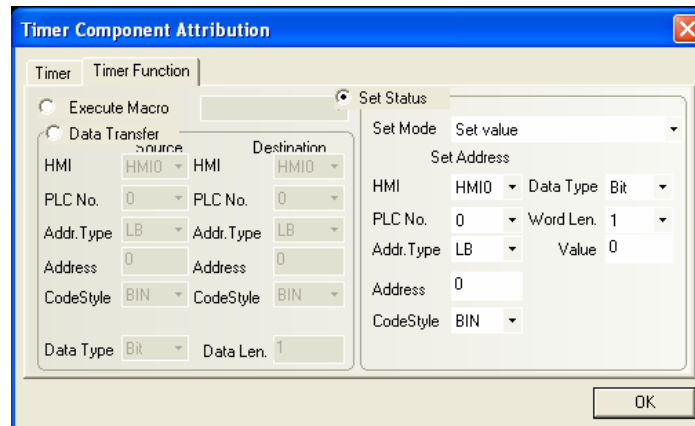 Timer Component Attribution
Timer Timer Function
Execute Macro
Set Status
Data Transfer
Source Destination
HMI HMI0 HMI HMI0
PLC No. 0 PLC No. 0
Addr.Type LB Addr.Type LB
Address 0 Address 0
CodeStyle BIN CodeStyle BIN
Data Type Bit Data Len. 1
Set Mode Set value
Set Address
HMI HMI0 Data Type Bit
PLC No. 0 Word Len. 1
Addr.Type LB Value 0
Address 0
CodeStyle BIN
OK